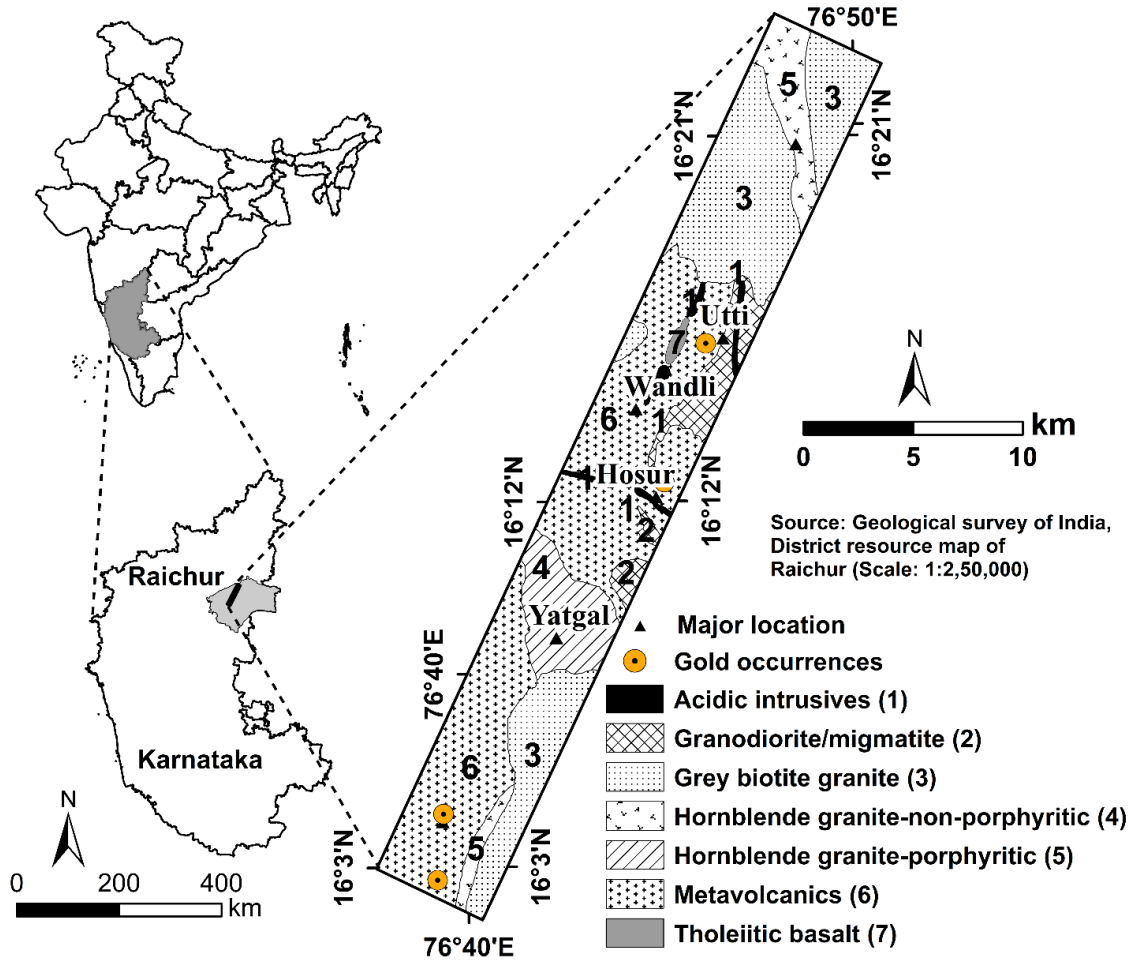 76°50'E
5
3
16°21'N
16°21'N
3
1
1
Utti
7
Wandli
6
1
N
km
0 5 10
1
Hosur
16°12'N
16°12'N
1
2
Source: Geological survey of India,
District resource map of
Raichur (Scale: 1:2,50,000)
4
2
Raichur
Yatgal
Major location
Gold occurrences
76°40'E
Acidic intrusives (1)
Granodiorite/migmatite (2)
3
Karnataka
6
Grey biotite granite (3)
N
Hornblende granite-non-porphyritic (4)
5
Hornblende granite-porphyritic (5)
16°3'N
16°3'N
0 200 400
km
Metavolcanics (6)
Tholeiitic basalt (7)
76°40'E